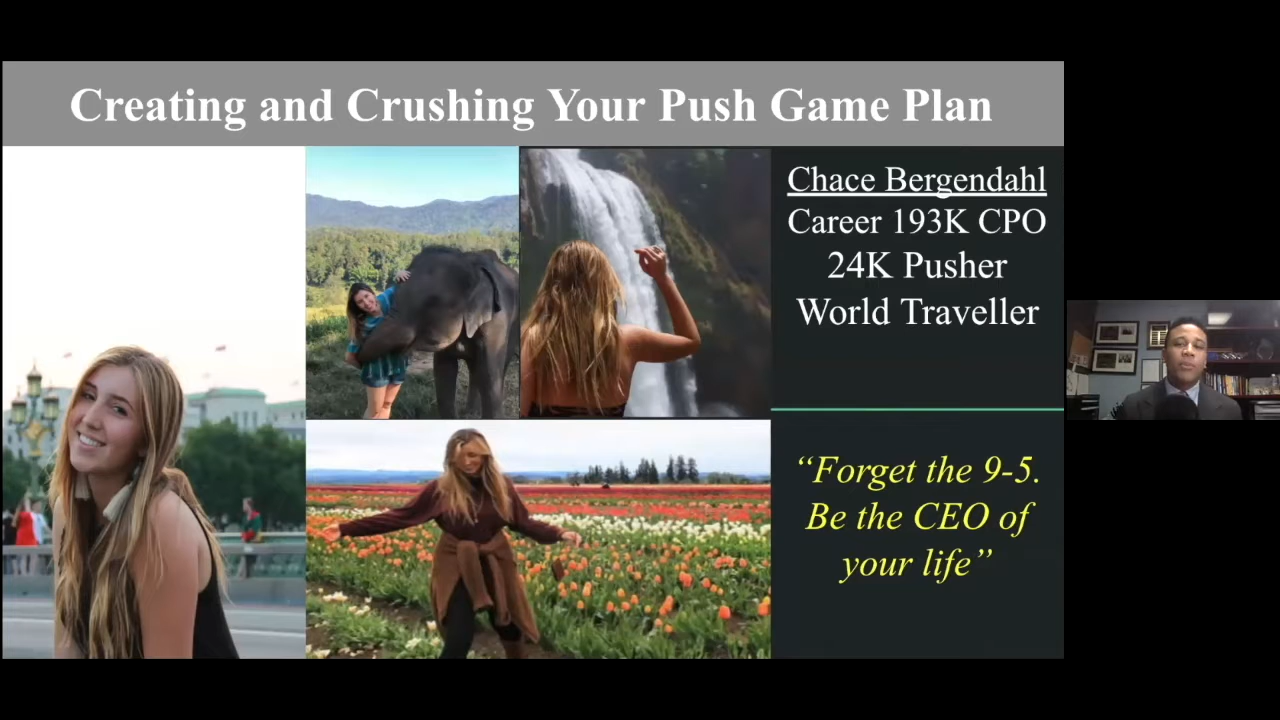 Creating and Crushing Your Push Game Plan
Chace Bergendahl
Career 193K CPO
24K Pusher
World Traveller
“Forget the 9-5.
Be the CEO of
your life”